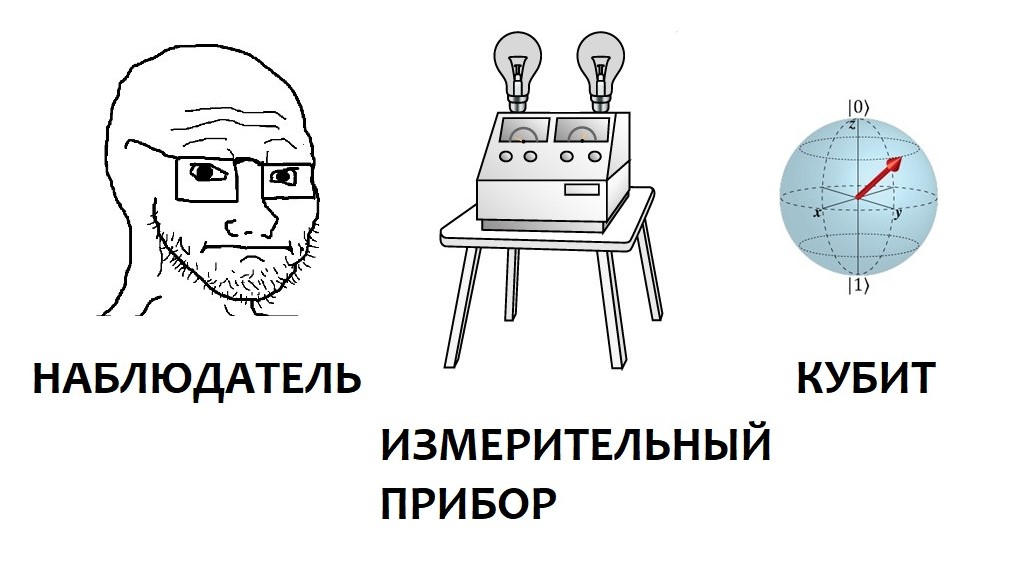 |0⟩
z
x
y
|1⟩
НАБЛЮДАТЕЛЬ
КУБИТ
ИЗМЕРИТЕЛЬНЫЙ
ПРИБОР